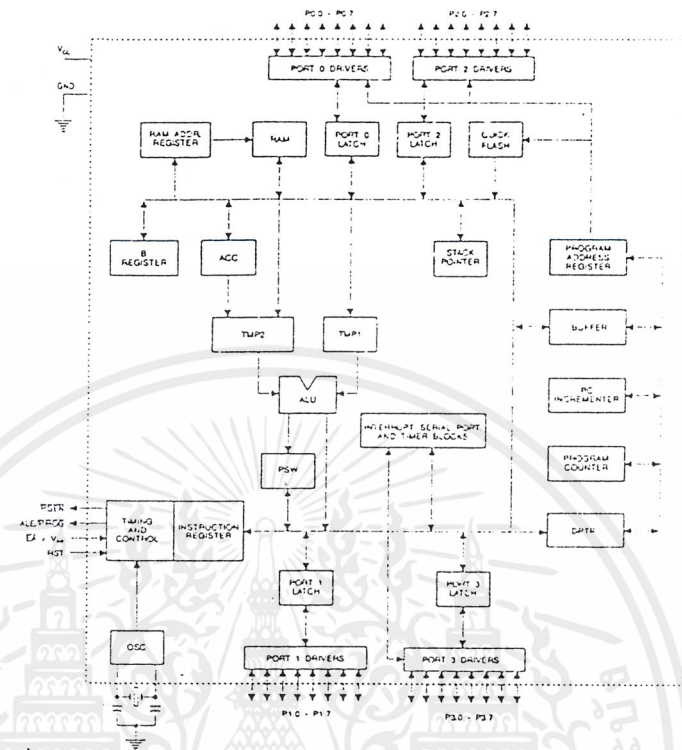 P0.0 - P0.7
P2.0 - P2.7
VCC
GND
PORT 0 DRIVERS
PORT 2 DRIVERS
RAM ADDR.
REGISTER
RAM
PORT 0
LATCH
PORT 2
LATCH
QUICK
FLASH
B
REGISTER
ACC
STACK
POINTER
PROGRAM
ADDRESS
REGISTER
TMP2
TMP1
BUFFER
ALU
PC
INCREMENTER
INTERRUPT, SERIAL PORT,
AND TIMER BLOCKS
PSW
PROGRAM
COUNTER
PSEN
ALE/PROG
EA / VPP
RST
TIMING
AND
CONTROL
INSTRUCTION
REGISTER
DPTR
PORT 1
LATCH
PORT 3
LATCH
OSC
PORT 1 DRIVERS
PORT 3 DRIVERS
P1.0 - P1.7
P3.0 - P3.7